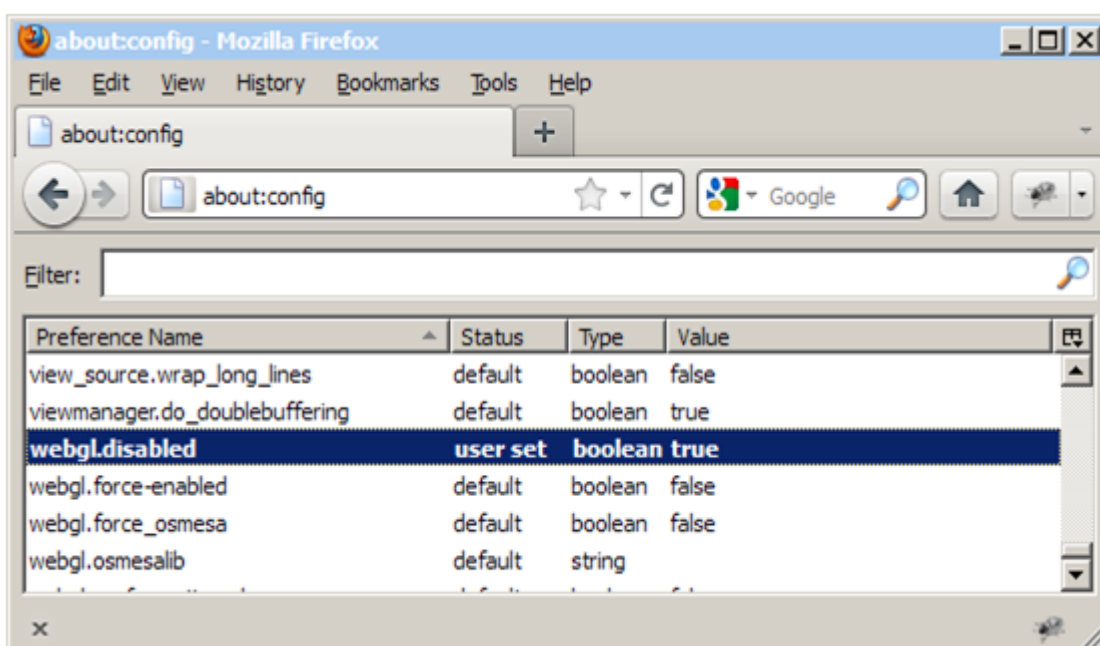 about:config - Mozilla Firefox
File Edit View History Bookmarks Tools Help
about:config
about:config Google
Filter:
Preference Name Status Type Value
view_source.wrap_long_lines default boolean false
viewmanager.do_doublebuffering default boolean true
webgl.disabled user set boolean true
webgl.force-enabled default boolean false
webgl.force_osmesa default boolean false
webgl.osmesalib default string